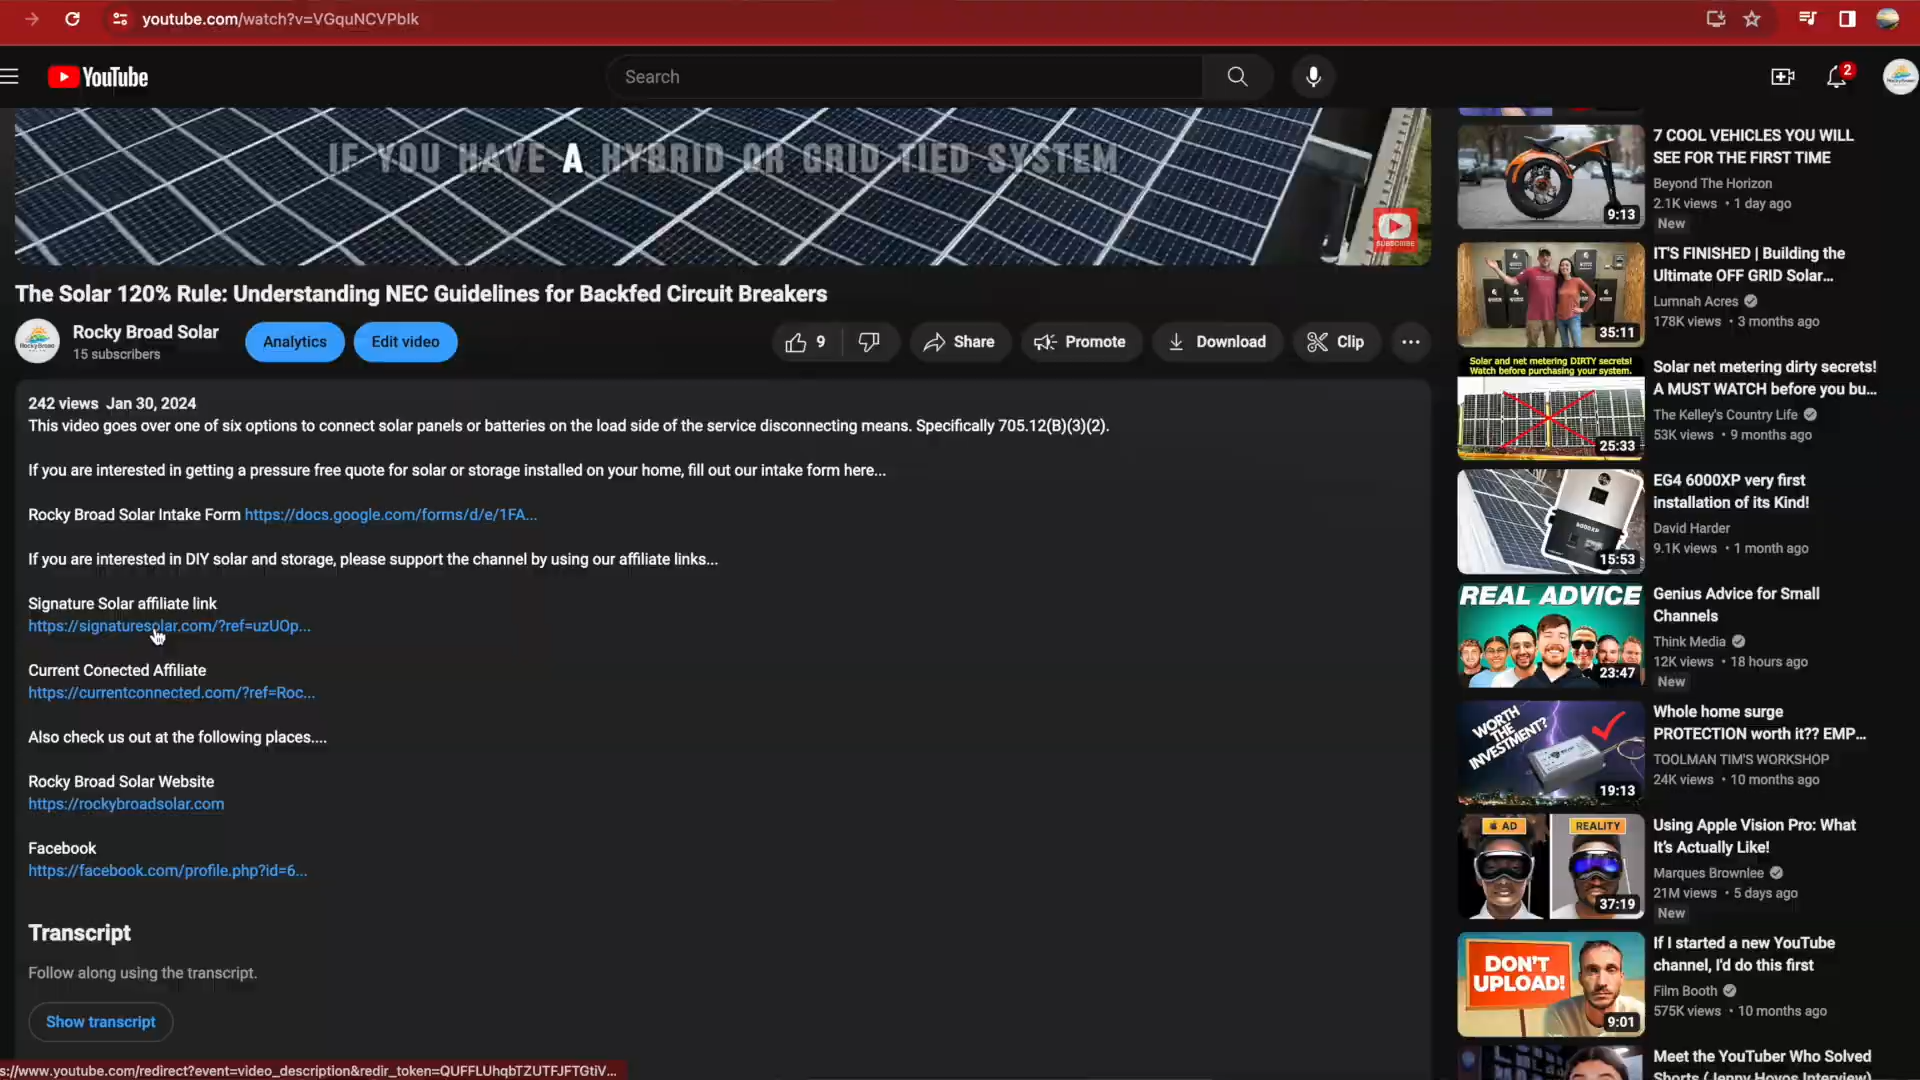 youtube.com/watch?v=VGquNCVPbIk
YouTube
Search
2
IF YOU HAVE A HYBRID OR GRID TIED SYSTEM
SUBSCRIBE
The Solar 120% Rule: Understanding NEC Guidelines for Backfed Circuit Breakers
Rocky Broad Solar
15 subscribers
Analytics
Edit video
9
Share
Promote
Download
Clip
242 views Jan 30, 2024
This video goes over one of six options to connect solar panels or batteries on the load side of the service disconnecting means. Specifically 705.12(B)(3)(2).
If you are interested in getting a pressure free quote for solar or storage installed on your home, fill out our intake form here...
Rocky Broad Solar Intake Form https://docs.google.com/forms/d/e/1FA...
If you are interested in DIY solar and storage, please support the channel by using our affiliate links...
Signature Solar affiliate link
https://signaturesolar.com/?ref=uzUOp...
Current Conected Affiliate
https://currentconnected.com/?ref=Roc...
Also check us out at the following places....
Rocky Broad Solar Website
https://rockybroadsolar.com
Facebook
https://facebook.com/profile.php?id=6...
Transcript
Follow along using the transcript.
Show transcript
s://www.youtube.com/redirect?event=video_description&redir_token=QUFFLUhqbTZUTFJFTGtiV...
9:13
7 COOL VEHICLES YOU WILL
SEE FOR THE FIRST TIME
Beyond The Horizon
2.1K views • 1 day ago
New
35:11
IT'S FINISHED | Building the
Ultimate OFF GRID Solar...
Lumnah Acres
178K views • 3 months ago
Solar and net metering DIRTY secrets!
Watch before purchasing your system.
25:33
Solar net metering dirty secrets!
A MUST WATCH before you bu...
The Kelley's Country Life
53K views • 9 months ago
15:53
EG4 6000XP very first
installation of its Kind!
David Harder
9.1K views • 1 month ago
REAL ADVICE
23:47
Genius Advice for Small
Channels
Think Media
12K views • 18 hours ago
New
WORTH
THE
INVESTMENT?
19:13
Whole home surge
PROTECTION worth it?? EMP...
TOOLMAN TIM'S WORKSHOP
24K views • 10 months ago
AD
REALITY
37:19
Using Apple Vision Pro: What
It's Actually Like!
Marques Brownlee
21M views • 5 days ago
New
DON'T
UPLOAD!
9:01
If I started a new YouTube
channel, I'd do this first
Film Booth
575K views • 10 months ago
Meet the YouTuber Who Solved
Shorts (Jenny Hoyos Interview)